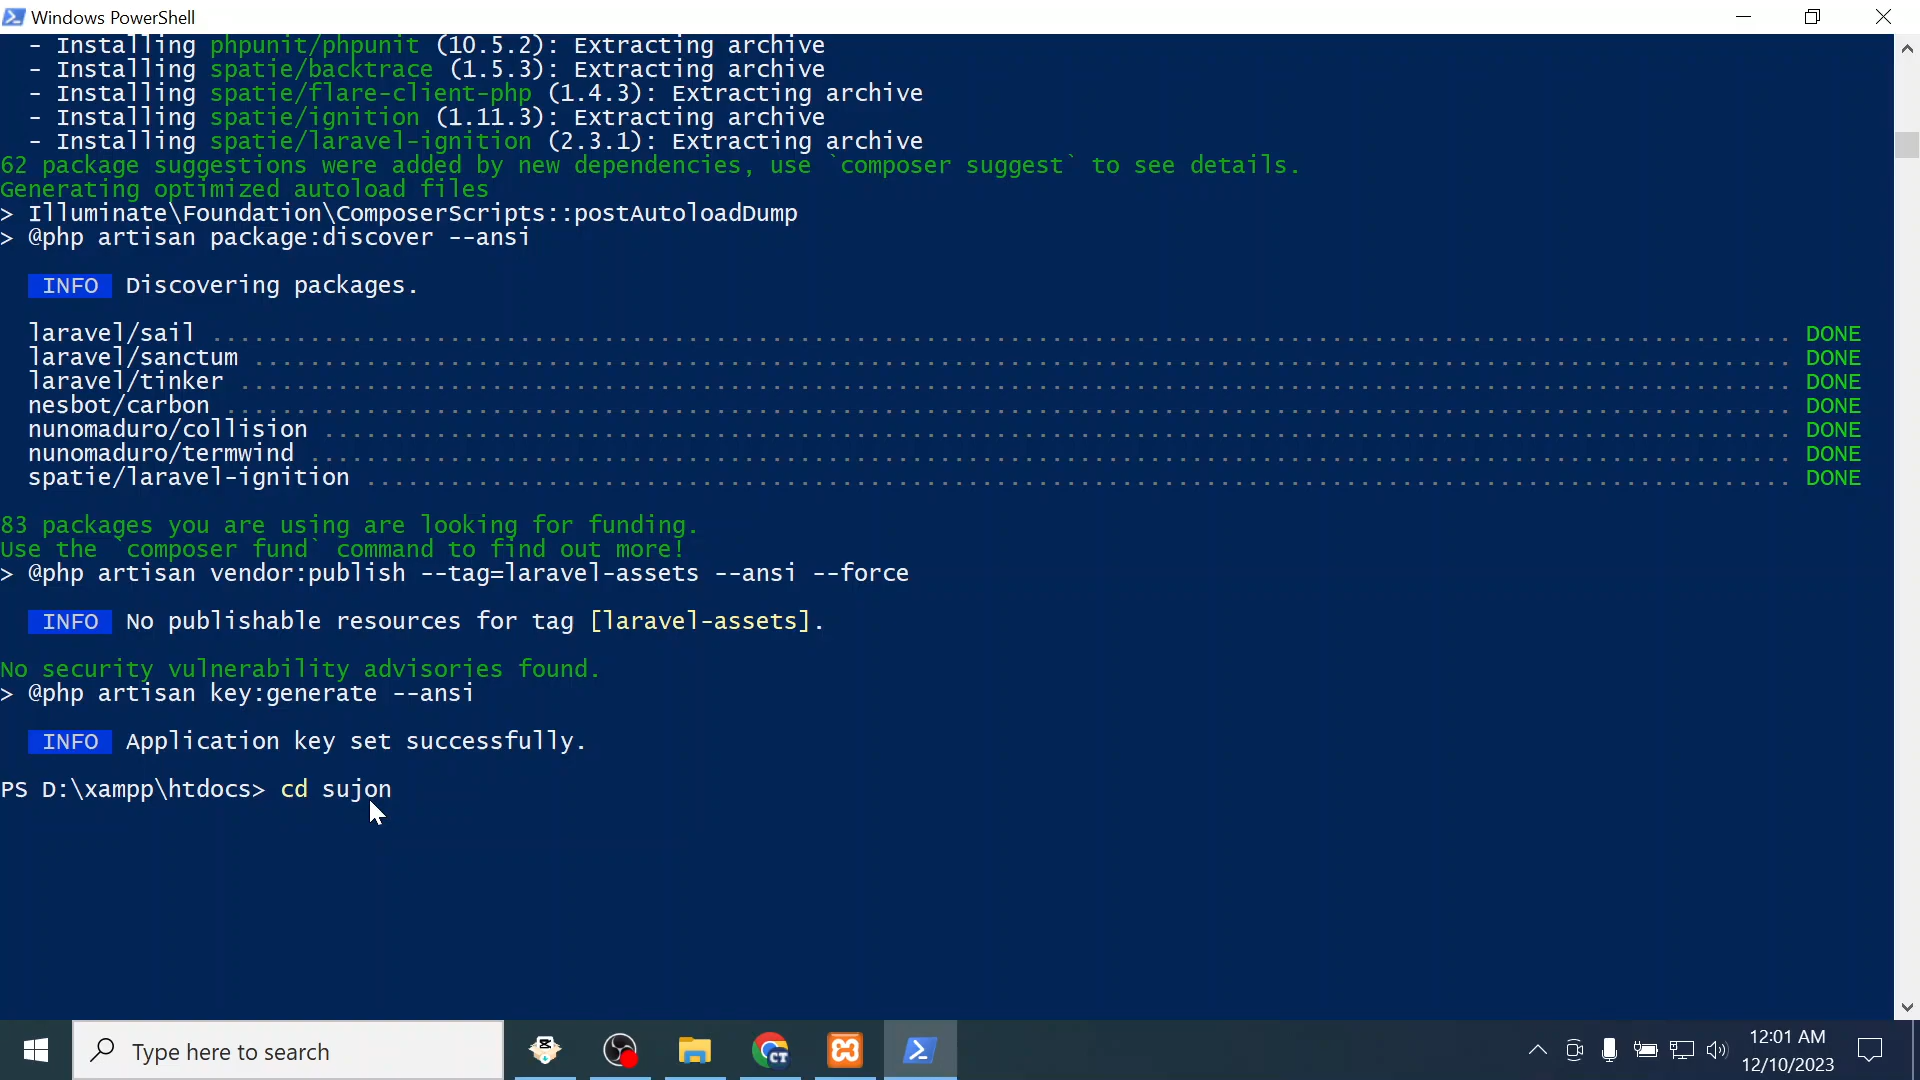 Windows PowerShell
- Installing phpunit/phpunit (10.5.2): Extracting archive
- Installing spatie/backtrace (1.5.3): Extracting archive
- Installing spatie/flare-client-php (1.4.3): Extracting archive
- Installing spatie/ignition (1.11.3): Extracting archive
- Installing spatie/laravel-ignition (2.3.1): Extracting archive
62 package suggestions were added by new dependencies, use `composer suggest` to see details.
Generating optimized autoload files
> Illuminate\Foundation\ComposerScripts::postAutoloadDump
> @php artisan package:discover --ansi
INFO Discovering packages.
laravel/sail ........ DONE
laravel/sanctum ........ DONE
laravel/tinker ........ DONE
nesbot/carbon ........ DONE
nunomaduro/collision ........ DONE
nunomaduro/termwind ........ DONE
spatie/laravel-ignition ........ DONE
83 packages you are using are looking for funding.
Use the `composer fund` command to find out more!
> @php artisan vendor:publish --tag=laravel-assets --ansi --force
INFO No publishable resources for tag [laravel-assets].
No security vulnerability advisories found.
> @php artisan key:generate --ansi
INFO Application key set successfully.
PS D:\xampp\htdocs> cd sujon
Type here to search
CT
12:01 AM
12/10/2023